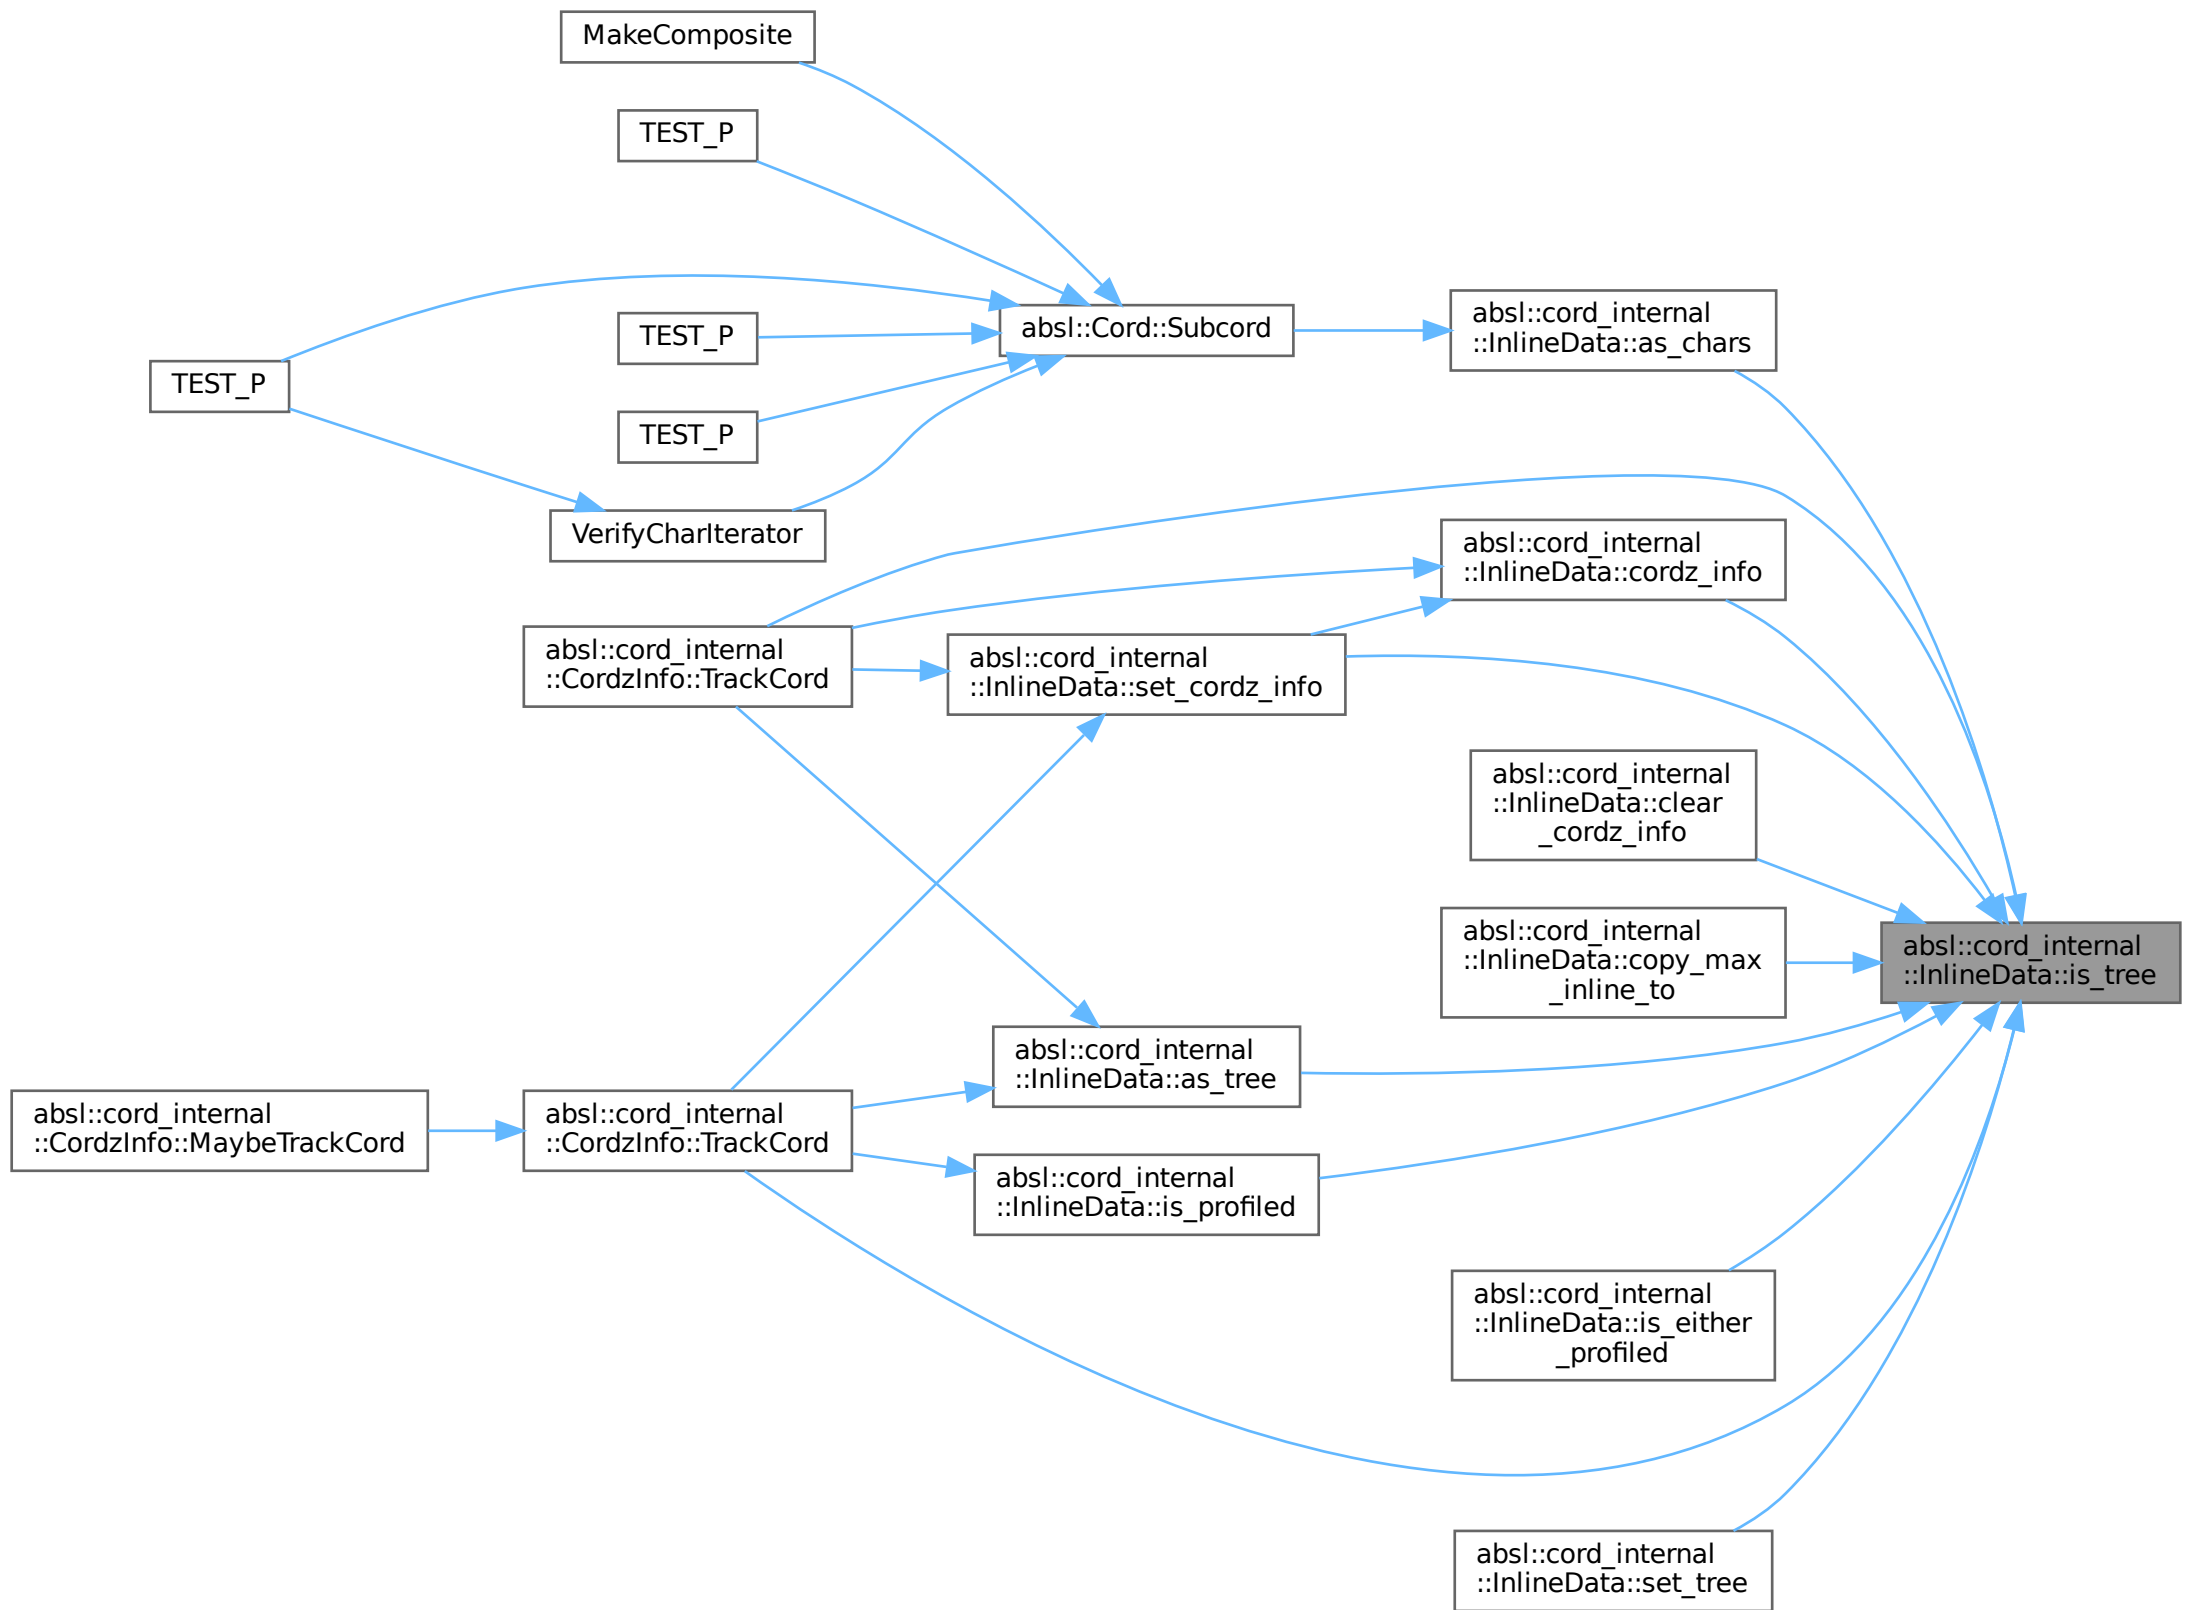 MakeComposite
TEST_P
absl::cord_internal
::InlineData::as_chars
absl::Cord::Subcord
TEST_P
TEST_P
TEST_P
VerifyCharIterator
absl::cord_internal
::InlineData::cordz_info
absl::cord_internal
::CordzInfo::TrackCord
absl::cord_internal
::InlineData::set_cordz_info
absl::cord_internal
::InlineData::clear
_cordz_info
absl::cord_internal
::InlineData::copy_max
_inline_to
absl::cord_internal
::InlineData::is_tree
absl::cord_internal
::InlineData::as_tree
absl::cord_internal
::CordzInfo::MaybeTrackCord
absl::cord_internal
::CordzInfo::TrackCord
absl::cord_internal
::InlineData::is_profiled
absl::cord_internal
::InlineData::is_either
_profiled
absl::cord_internal
::InlineData::set_tree